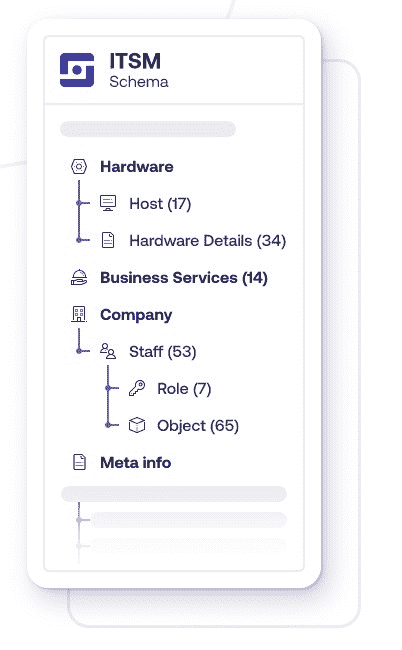 ITSM
Schema
Hardware
Host (17)
Hardware Details (34)
Business Services (14)
Company
Staff (53)
Role (7)
Object (65)
Meta info